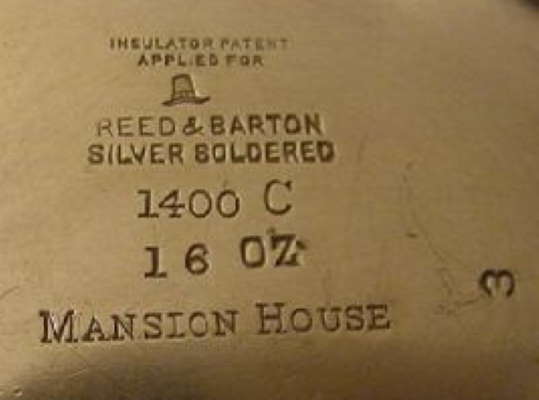 INSULATOR PATENT
APPLIED FOR
REED & BARTON
SILVER SOLDERED
1400 C
16 OZ
MANSION HOUSE
3